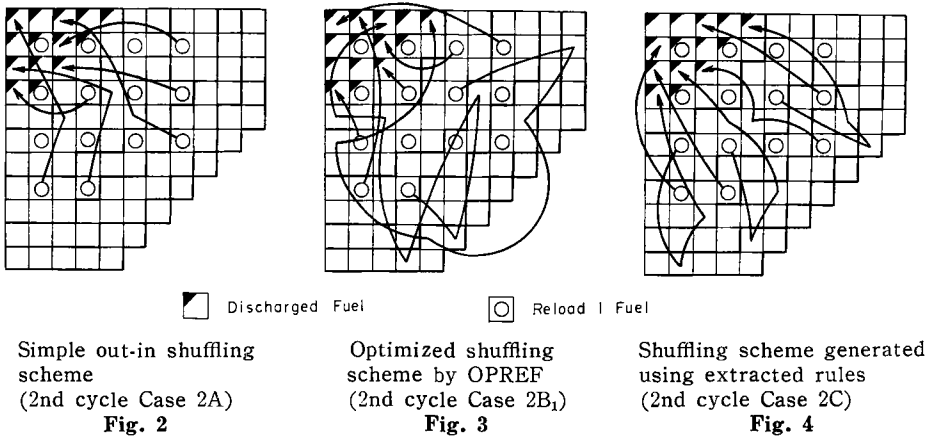 Discharged Fuel
Reload I Fuel
Simple out-in shuffling
scheme
(2nd cycle Case 2A)
Fig. 2
Optimized shuffling
scheme by OPREF
(2nd cycle Case 2B₁)
Fig. 3
Shuffling scheme generated
using extracted rules
(2nd cycle Case 2C)
Fig. 4